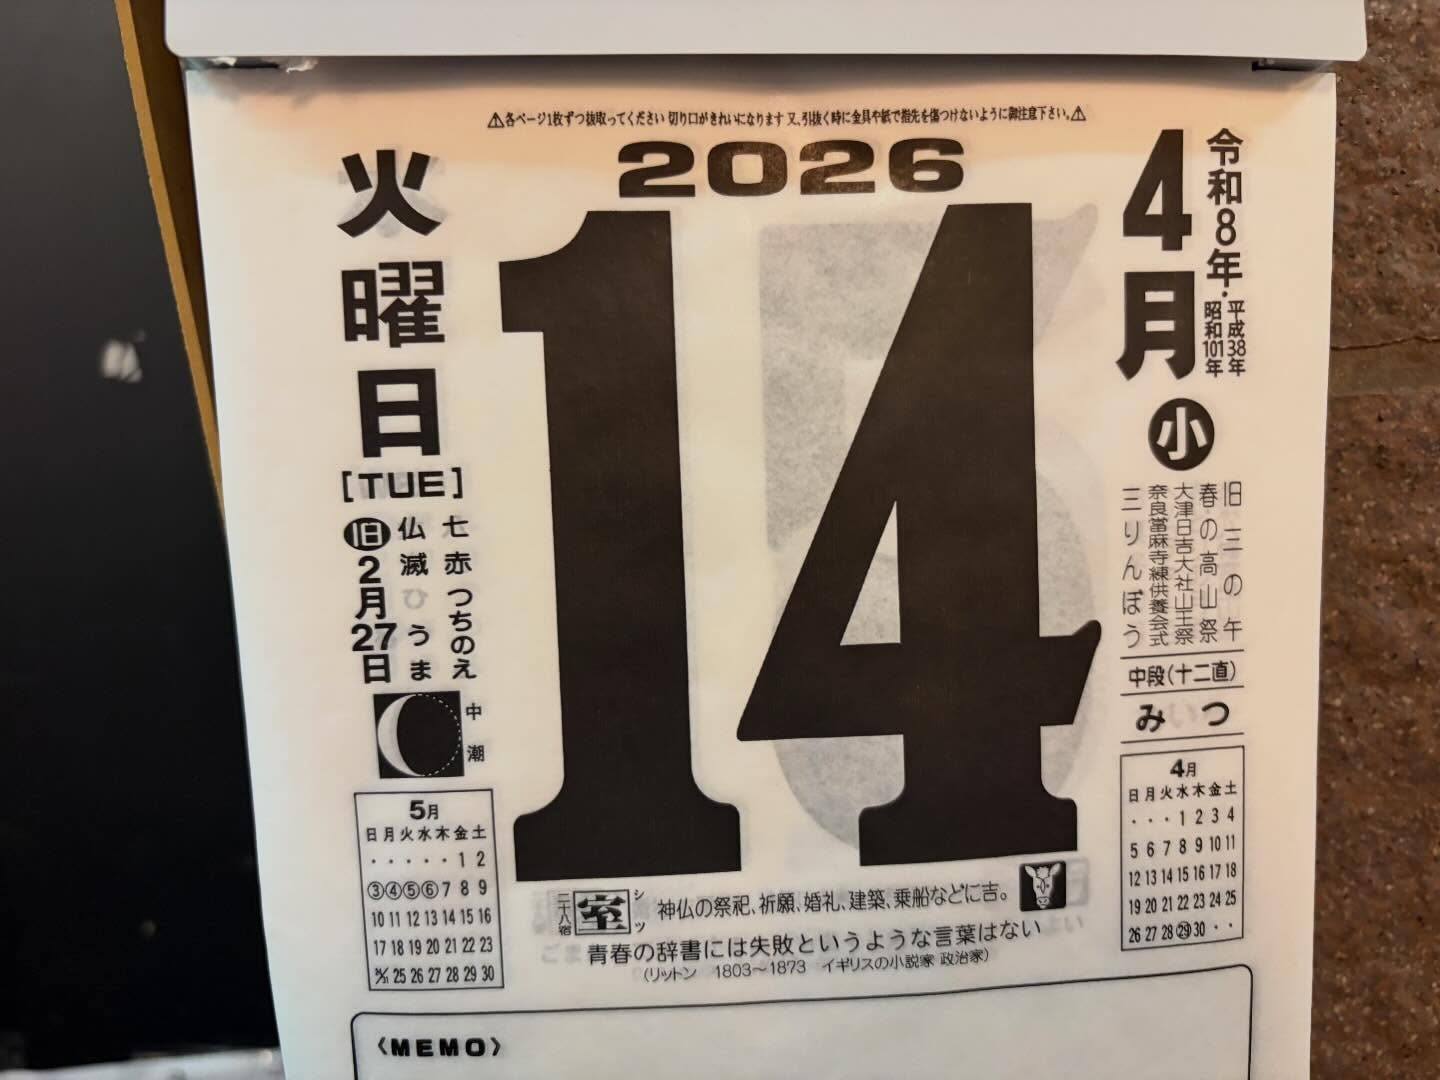 ⚠各ページ1枚ずつ抜取ってください 切り口がきれいになります 又、引抜く時に金具や紙で指先を傷つけないように御注意下さい。⚠
2026
4月
令和8年・平成38年
昭和101年
小
旧三の午
春の高山祭
大津日吉大社山王祭
奈良當麻寺練供養会式
三りんぼう
中段(十二直)
みつ
14
火曜日
[TUE]
七赤 つちのえ
仏滅 うま
旧2月27日
中潮
5月
日月火水木金土
・・・・・1 2
③④⑤⑥7 8 9
10 11 12 13 14 15 16
17 18 19 20 21 22 23
24/31 25 26 27 28 29 30
4月
日月火水木金土
・・・1 2 3 4
5 6 7 8 9 10 11
12 13 14 15 16 17 18
19 20 21 22 23 24 25
26 27 28 ㉙ 30 ・・
二十八宿 室 シツ 神仏の祭祀、祈願、婚礼、建築、乗船などに吉。
青春の辞書には失敗というような言葉はない
(リットン 1803〜1873 イギリスの小説家 政治家)
〈MEMO〉